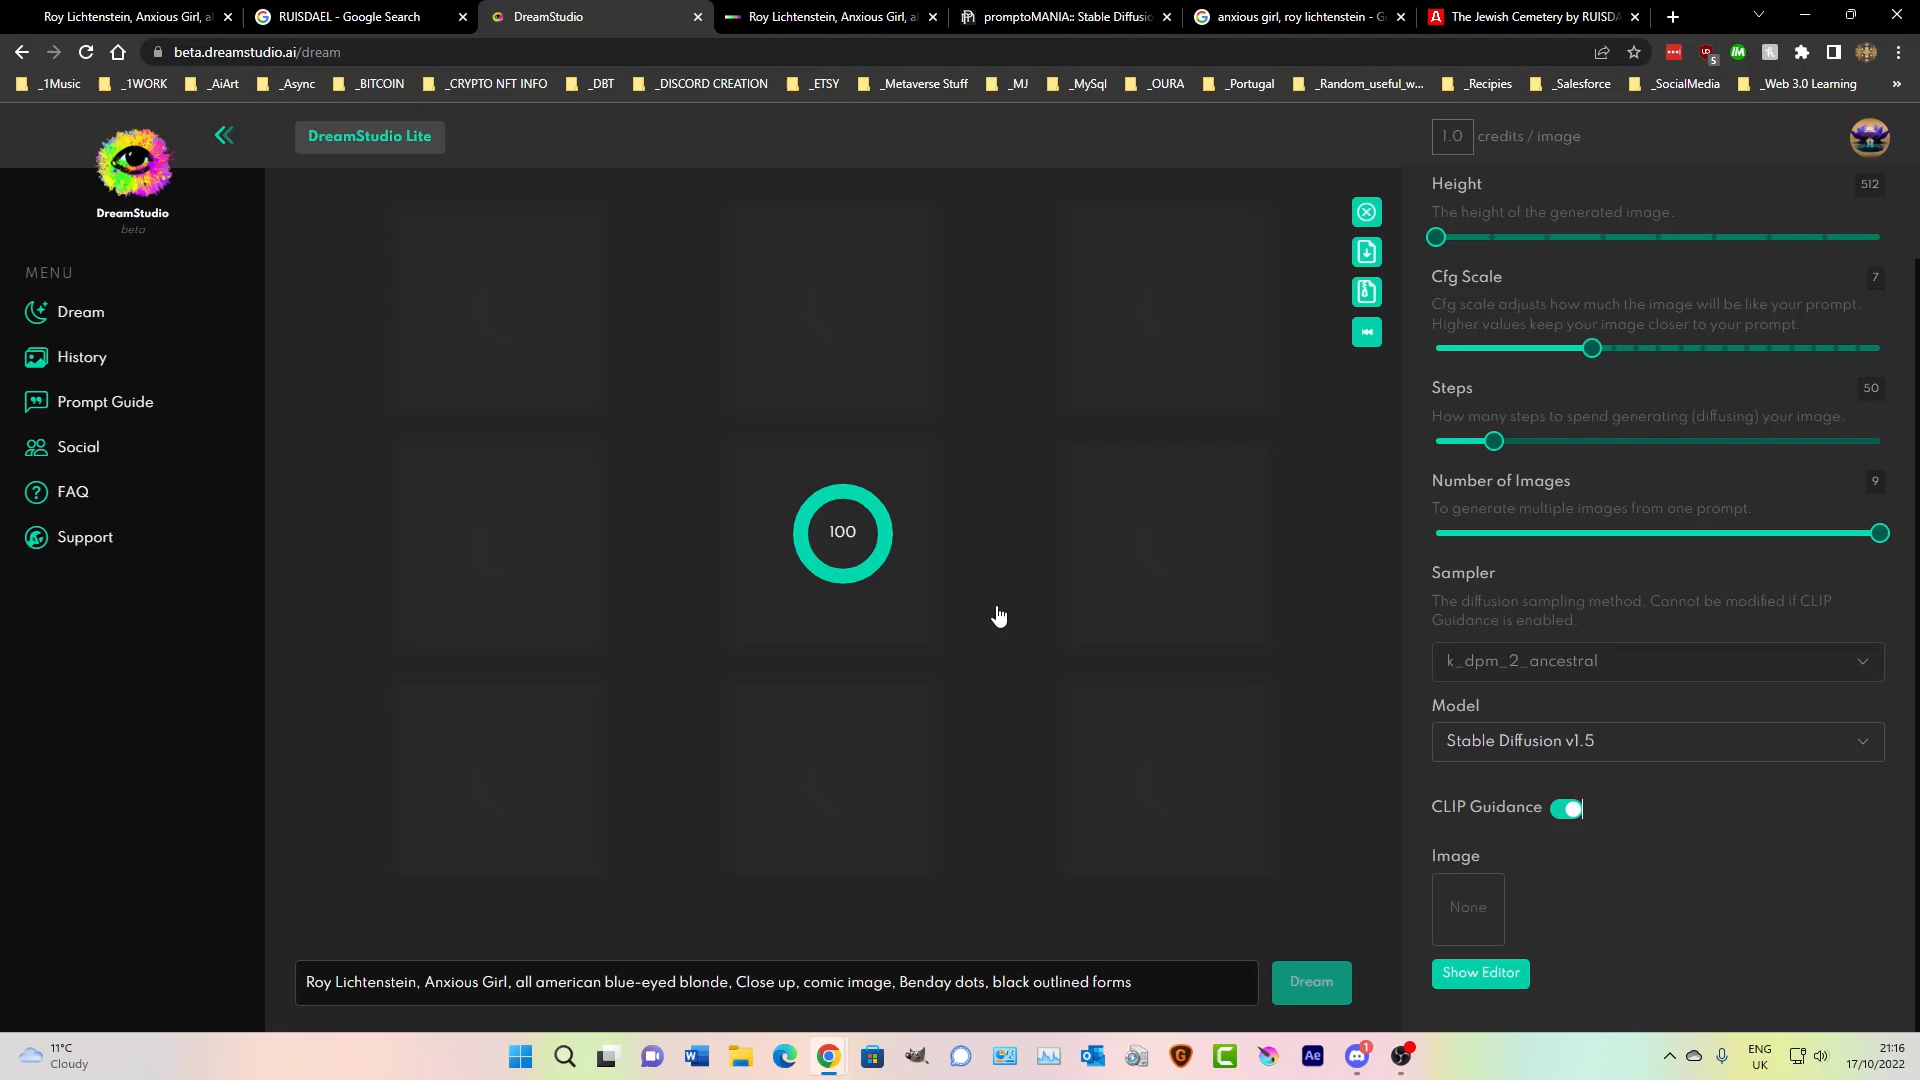 Roy Lichtenstein, Anxious Girl, al
RUISDAEL - Google Search
DreamStudio
Roy Lichtenstein, Anxious Girl, al
promptoMANIA:: Stable Diffusio
anxious girl, roy lichtenstein - G
The Jewish Cemetery by RUISDA
beta.dreamstudio.ai/dream
5
_1Music
_1WORK
_AiArt
_Async
_BITCOIN
_CRYPTO NFT INFO
_DBT
_DISCORD CREATION
_ETSY
_Metaverse Stuff
_MJ
_MySql
_OURA
_Portugal
_Random_useful_w...
_Recipies
_Salesforce
_SocialMedia
_Web 3.0 Learning
»
DreamStudio
beta
MENU
Dream
History
Prompt Guide
Social
FAQ
Support
DreamStudio Lite
100
Roy Lichtenstein, Anxious Girl, all american blue-eyed blonde, Close up, comic image, Benday dots, black outlined forms
Dream
1.0 credits / image
Height
512
The height of the generated image.
Cfg Scale
7
Cfg scale adjusts how much the image will be like your prompt.
Higher values keep your image closer to your prompt.
Steps
50
How many steps to spend generating (diffusing) your image.
Number of Images
9
To generate multiple images from one prompt.
Sampler
The diffusion sampling method. Cannot be modified if CLIP
Guidance is enabled.
k_dpm_2_ancestral
Model
Stable Diffusion v1.5
CLIP Guidance
Image
None
Show Editor
11°C
Cloudy
Ae
1
ENG
UK
21:16
17/10/2022